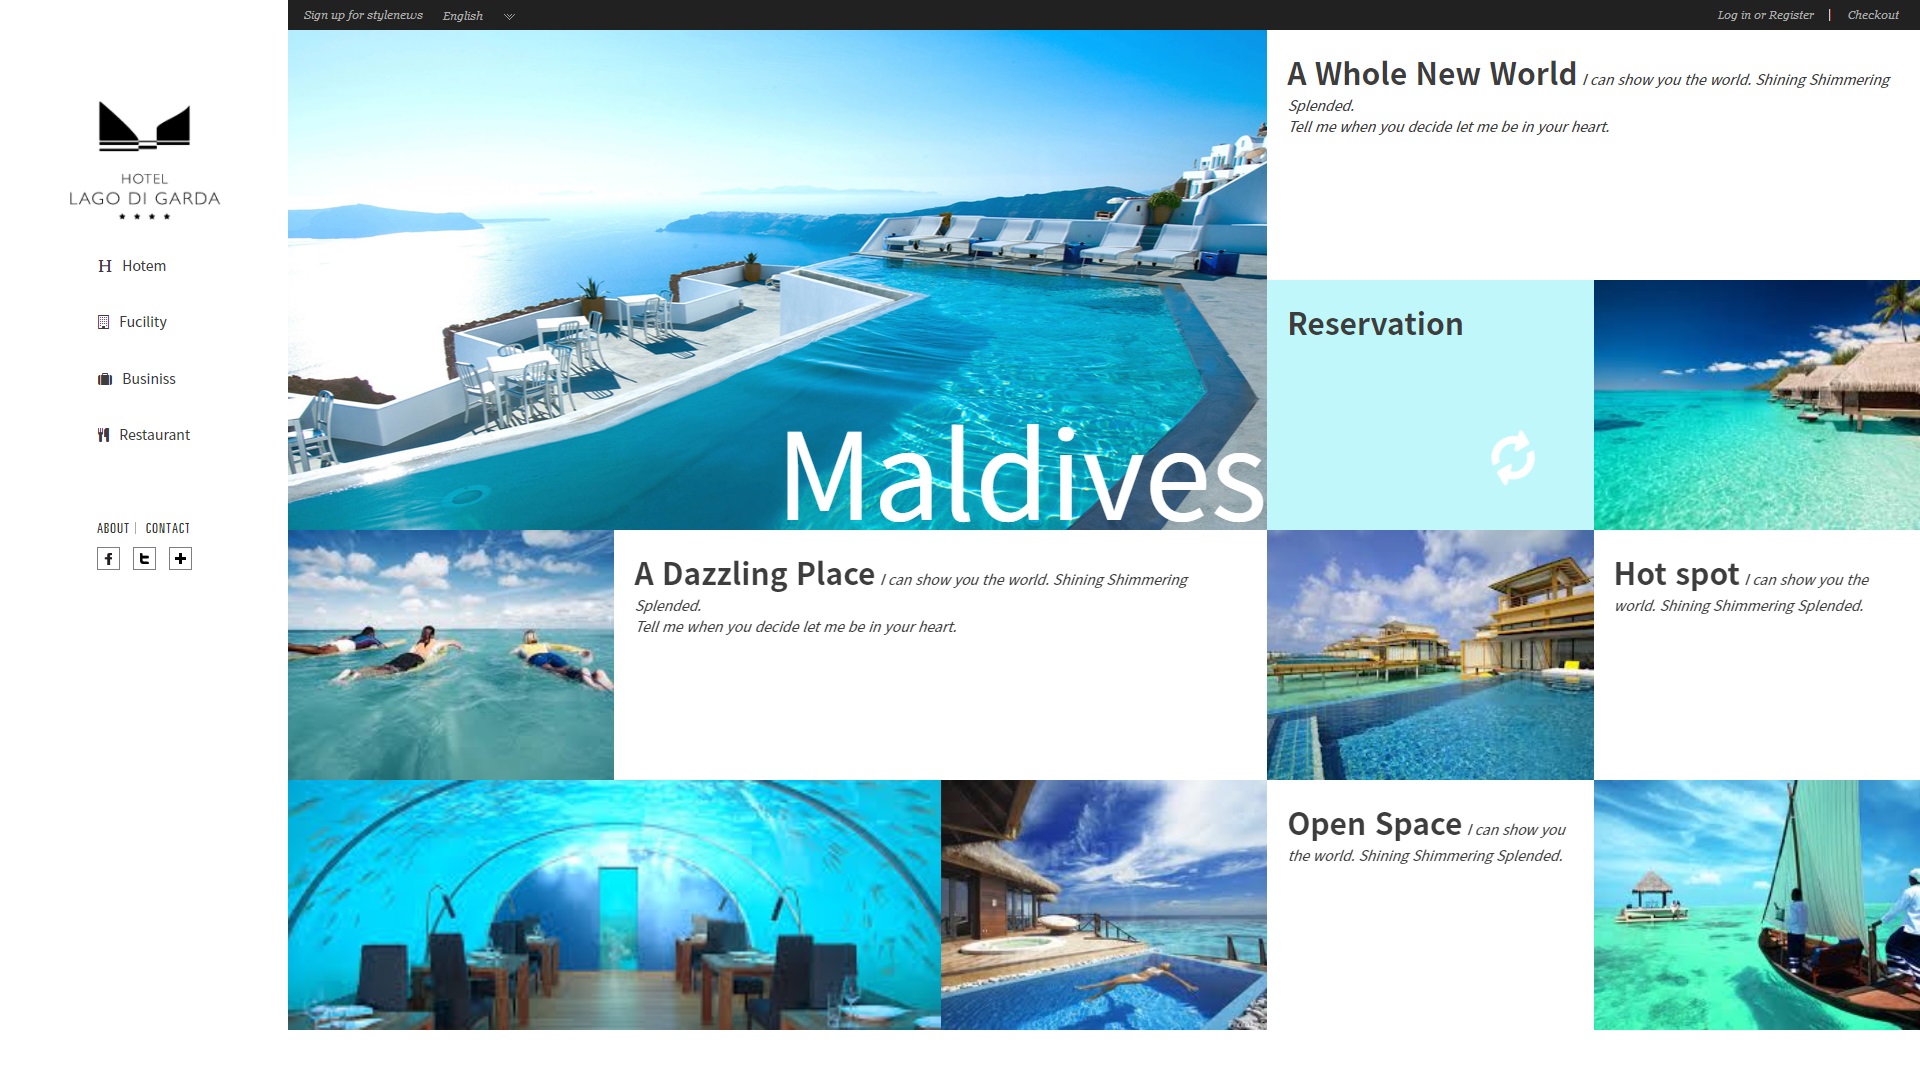 Sign up for stylenews English
Log in or Register | Checkout
HOTEL
LAGO DI GARDA
H Hotem
Fucility
Businiss
Restaurant
ABOUT | CONTACT
Maldives
A Whole New World I can show you the world. Shining Shimmering
Splended.
Tell me when you decide let me be in your heart.
Reservation
A Dazzling Place I can show you the world. Shining Shimmering
Splended.
Tell me when you decide let me be in your heart.
Hot spot I can show you the
world. Shining Shimmering Splended.
Open Space I can show you
the world. Shining Shimmering Splended.